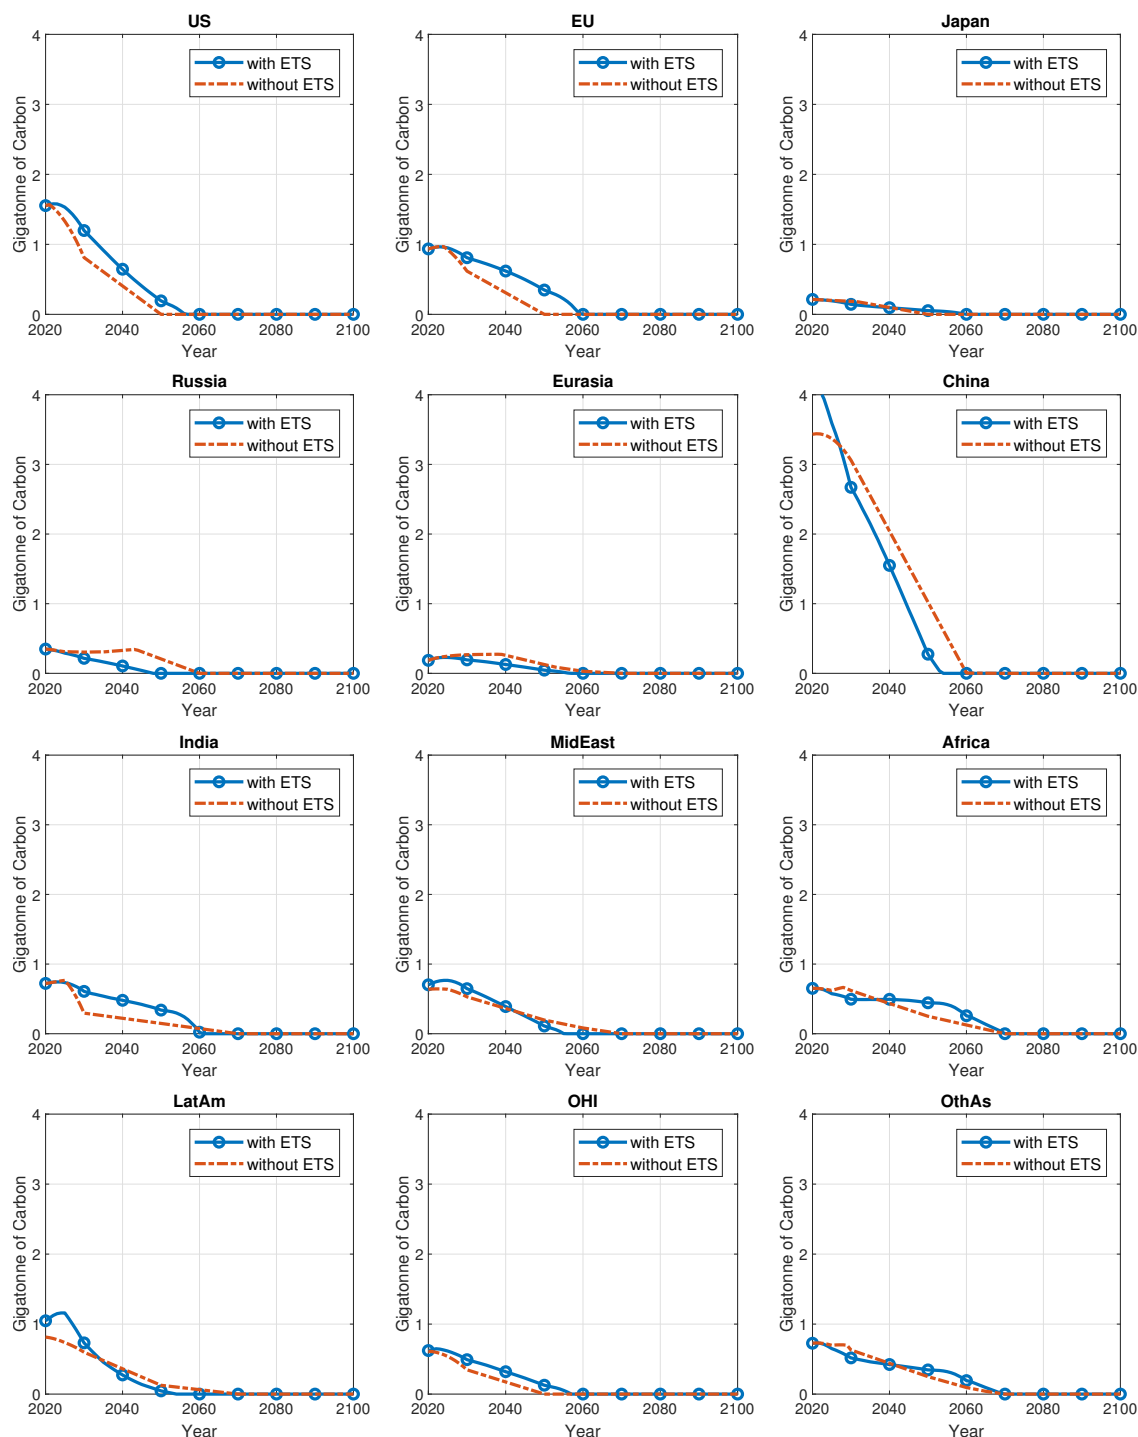 US
EU
Japan
4
3
2
1
0
Gigatonne of Carbon
with ETS
without ETS
2020
2040
2060
2080
2100
Year
4
3
2
1
0
Gigatonne of Carbon
with ETS
without ETS
2020
2040
2060
2080
2100
Year
4
3
2
1
0
Gigatonne of Carbon
with ETS
without ETS
2020
2040
2060
2080
2100
Year
Russia
Eurasia
China
4
3
2
1
0
Gigatonne of Carbon
with ETS
without ETS
2020
2040
2060
2080
2100
Year
4
3
2
1
0
Gigatonne of Carbon
with ETS
without ETS
2020
2040
2060
2080
2100
Year
4
3
2
1
0
Gigatonne of Carbon
with ETS
without ETS
2020
2040
2060
2080
2100
Year
India
MidEast
Africa
4
3
2
1
0
Gigatonne of Carbon
with ETS
without ETS
2020
2040
2060
2080
2100
Year
4
3
2
1
0
Gigatonne of Carbon
with ETS
without ETS
2020
2040
2060
2080
2100
Year
4
3
2
1
0
Gigatonne of Carbon
with ETS
without ETS
2020
2040
2060
2080
2100
Year
LatAm
OHI
OthAs
4
3
2
1
0
Gigatonne of Carbon
with ETS
without ETS
2020
2040
2060
2080
2100
Year
4
3
2
1
0
Gigatonne of Carbon
with ETS
without ETS
2020
2040
2060
2080
2100
Year
4
3
2
1
0
Gigatonne of Carbon
with ETS
without ETS
2020
2040
2060
2080
2100
Year